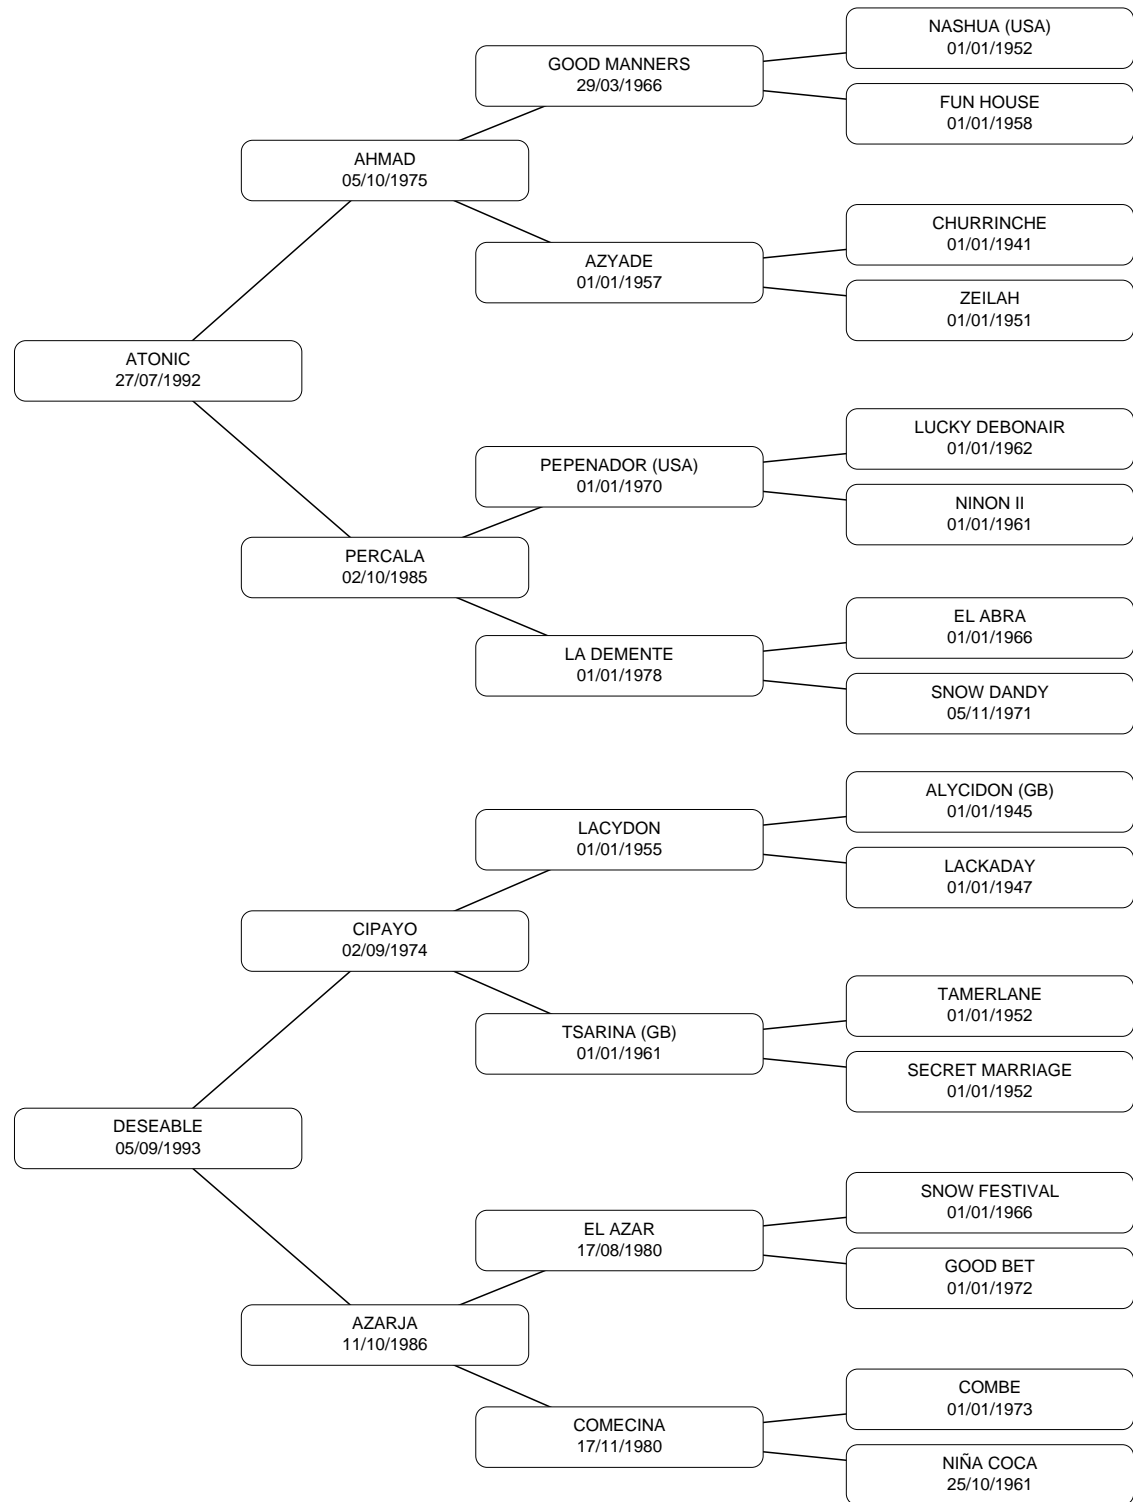 NASHUA (USA)
01/01/1952
GOOD MANNERS
29/03/1966
FUN HOUSE
01/01/1958
AHMAD
05/10/1975
CHURRINCHE
01/01/1941
AZYADE
01/01/1957
ZEILAH
01/01/1951
ATONIC
27/07/1992
LUCKY DEBONAIR
01/01/1962
PEPENADOR (USA)
01/01/1970
NINON II
01/01/1961
PERCALA
02/10/1985
EL ABRA
01/01/1966
LA DEMENTE
01/01/1978
SNOW DANDY
05/11/1971
ALYCIDON (GB)
01/01/1945
LACYDON
01/01/1955
LACKADAY
01/01/1947
CIPAYO
02/09/1974
TAMERLANE
01/01/1952
TSARINA (GB)
01/01/1961
SECRET MARRIAGE
01/01/1952
DESEABLE
05/09/1993
SNOW FESTIVAL
01/01/1966
EL AZAR
17/08/1980
GOOD BET
01/01/1972
AZARJA
11/10/1986
COMBE
01/01/1973
COMECINA
17/11/1980
NIÑA COCA
25/10/1961